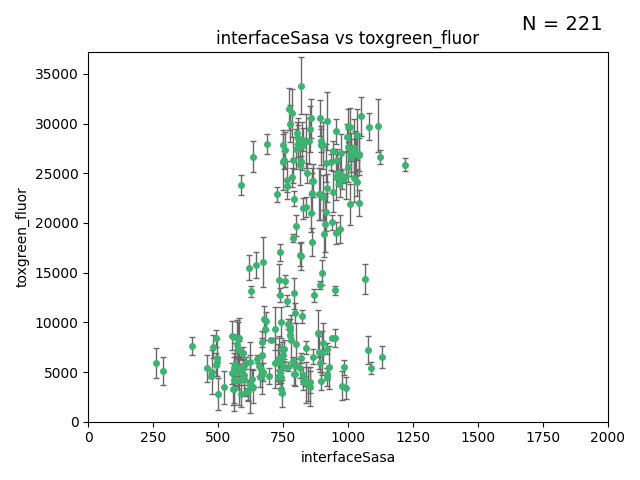 N = 221
interfaceSasa vs toxgreen_fluor
35000
30000
25000
20000
15000
10000
5000
0
toxgreen_fluor
0 250 500 750 1000 1250 1500 1750 2000
interfaceSasa